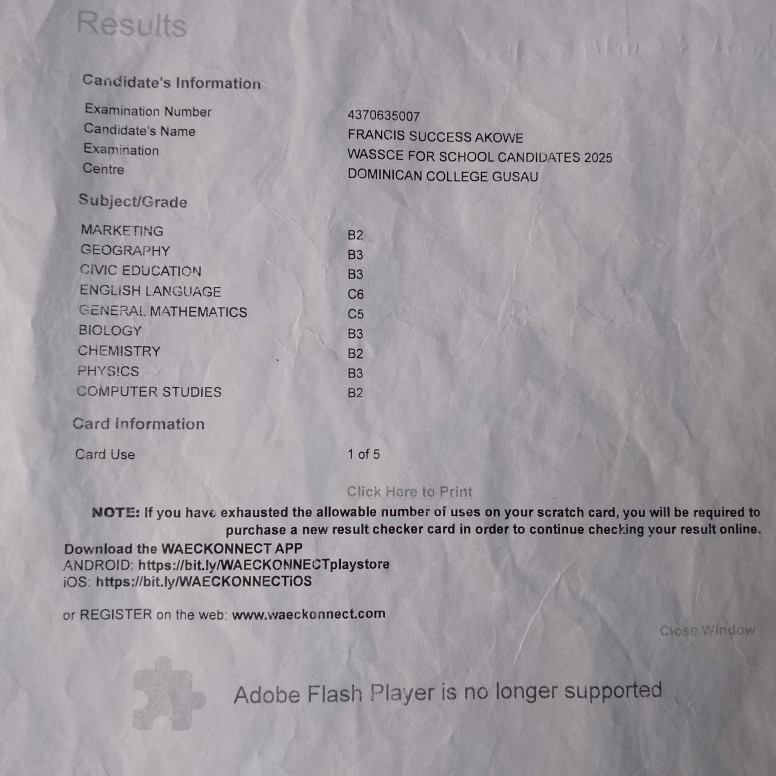 Results
Candidate's Information
Examination Number 4370635007
Candidate's Name FRANCIS SUCCESS AKOWE
Examination WASSCE FOR SCHOOL CANDIDATES 2025
Centre DOMINICAN COLLEGE GUSAU
Subject/Grade
MARKETING B2
GEOGRAPHY B3
CIVIC EDUCATION B3
ENGLISH LANGUAGE C6
GENERAL MATHEMATICS C5
BIOLOGY B3
CHEMISTRY B2
PHYSICS B3
COMPUTER STUDIES B2
Card Information
Card Use 1 of 5
Click Here to Print
NOTE: If you have exhausted the allowable number of uses on your scratch card, you will be required to
purchase a new result checker card in order to continue checking your result online.
Download the WAECKONNECT APP
ANDROID: https://bit.ly/WAECKONNECTplaystore
iOS: https://bit.ly/WAECKONNECTiOS
or REGISTER on the web: www.waeckonnect.com
Close Window
Adobe Flash Player is no longer supported